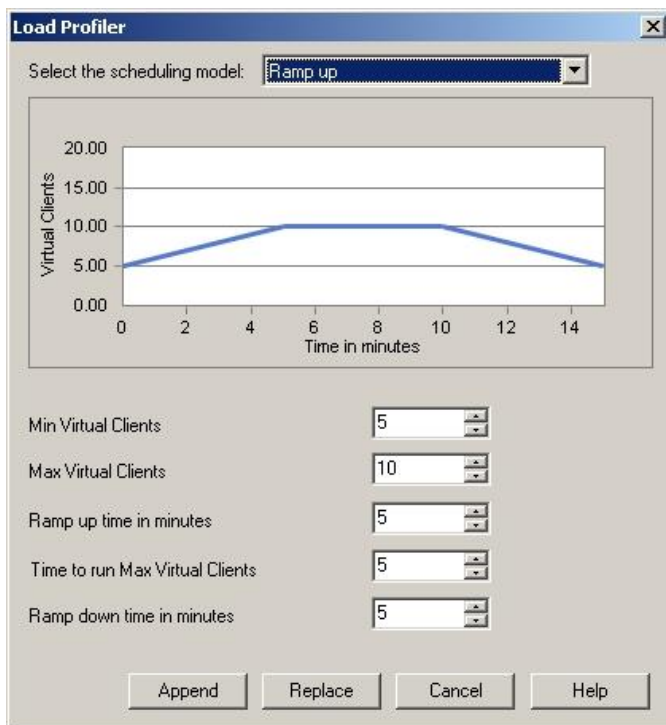 Load Profiler
Select the scheduling model: Ramp up
20.00
15.00
10.00
5.00
0.00
Virtual Clients
0 2 4 6 8 10 12 14
Time in minutes
Min Virtual Clients 5
Max Virtual Clients 10
Ramp up time in minutes 5
Time to run Max Virtual Clients 5
Ramp down time in minutes 5
Append Replace Cancel Help